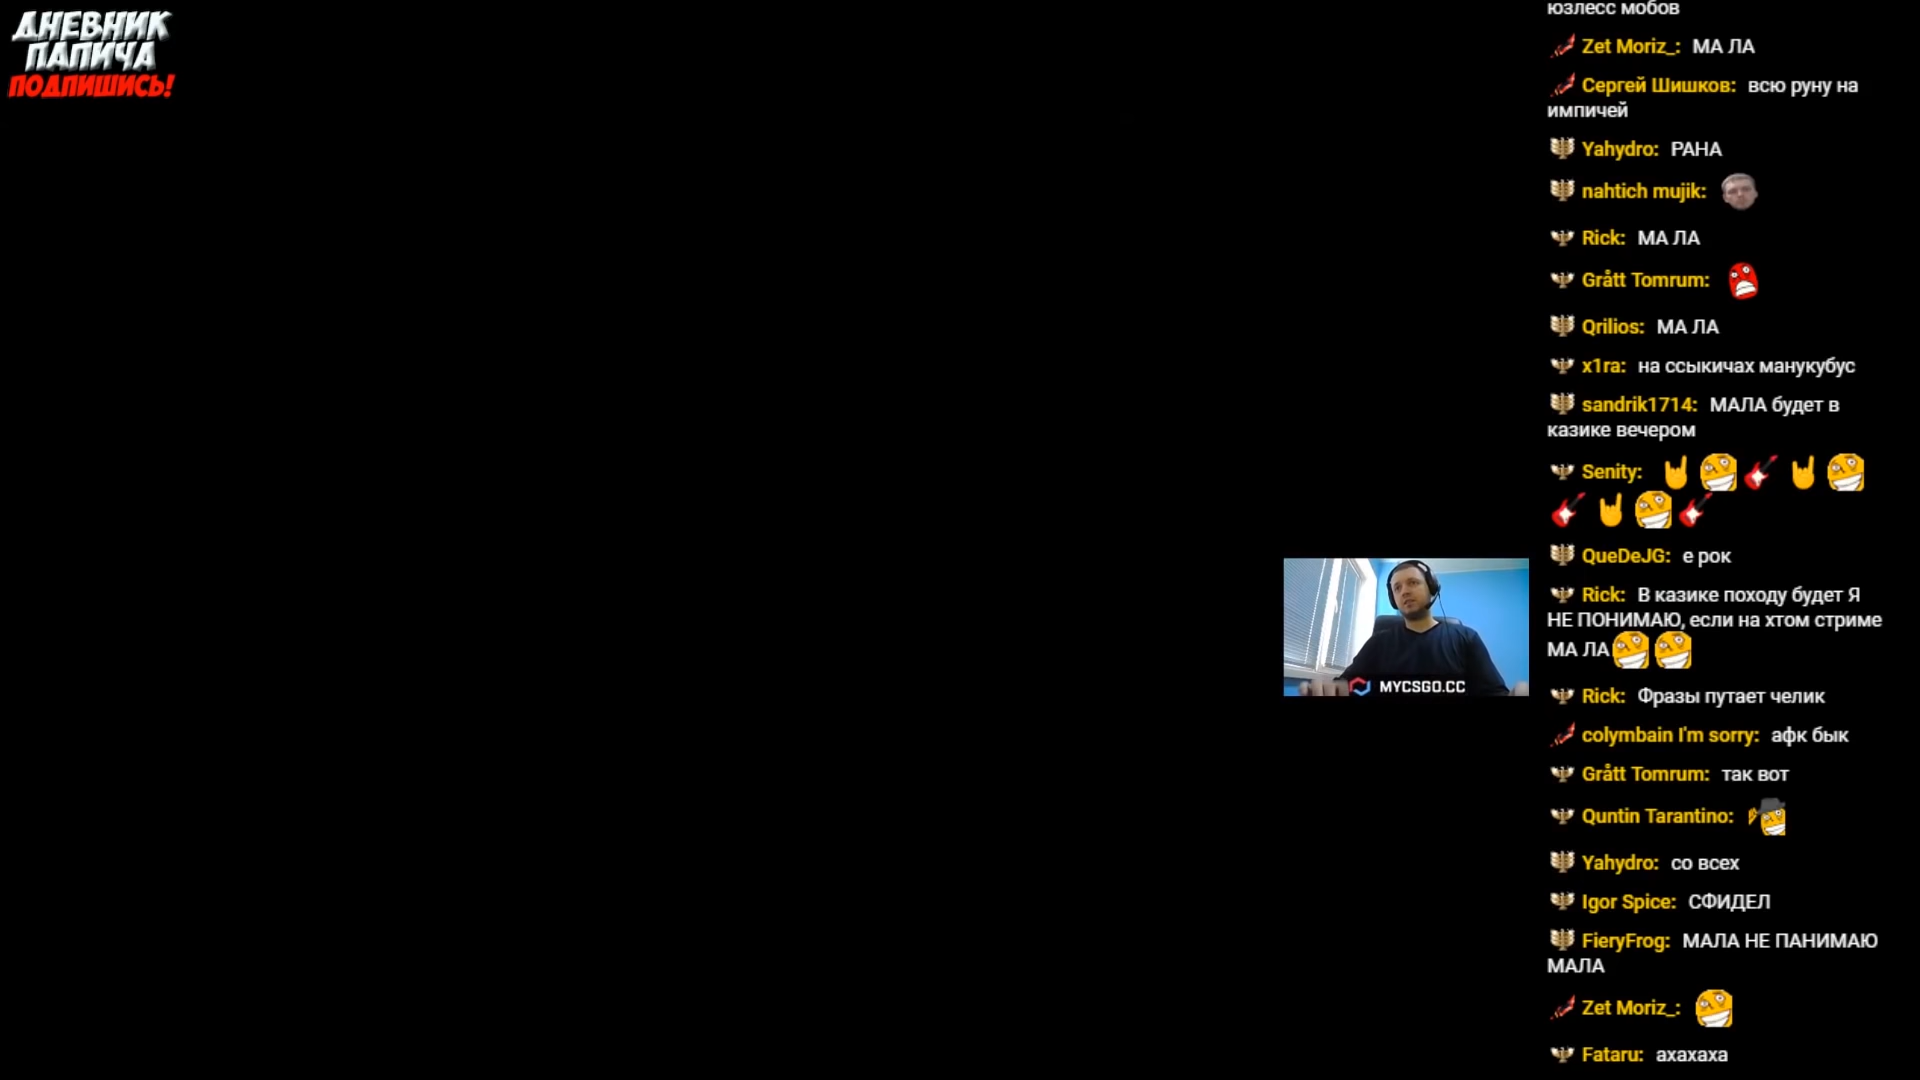 ДНЕВНИК
ПАПИЧА
ПОДПИШИСЬ!
юзлесс мобов
Zet Moriz_: МА ЛА
Сергей Шишков: всю руну на
импичей
Yahydro: РАНА
nahtich mujik:
Rick: МА ЛА
Grått Tomrum:
Qrilios: МА ЛА
x1ra: на ссыкичах манукубус
sandrik1714: МАЛА будет в
казике вечером
Senity:
QueDeJG: е рок
Rick: В казике походу будет Я
НЕ ПОНИМАЮ, если на хтом стриме
МА ЛА
Rick: Фразы путает челик
colymbain I'm sorry: афк бык
Grått Tomrum: так вот
Quntin Tarantino:
Yahydro: со всех
Igor Spice: СФИДЕЛ
FieryFrog: МАЛА НЕ ПАНИМАЮ
МАЛА
Zet Moriz_:
Fataru: ахахаха
MYCSGO.CC